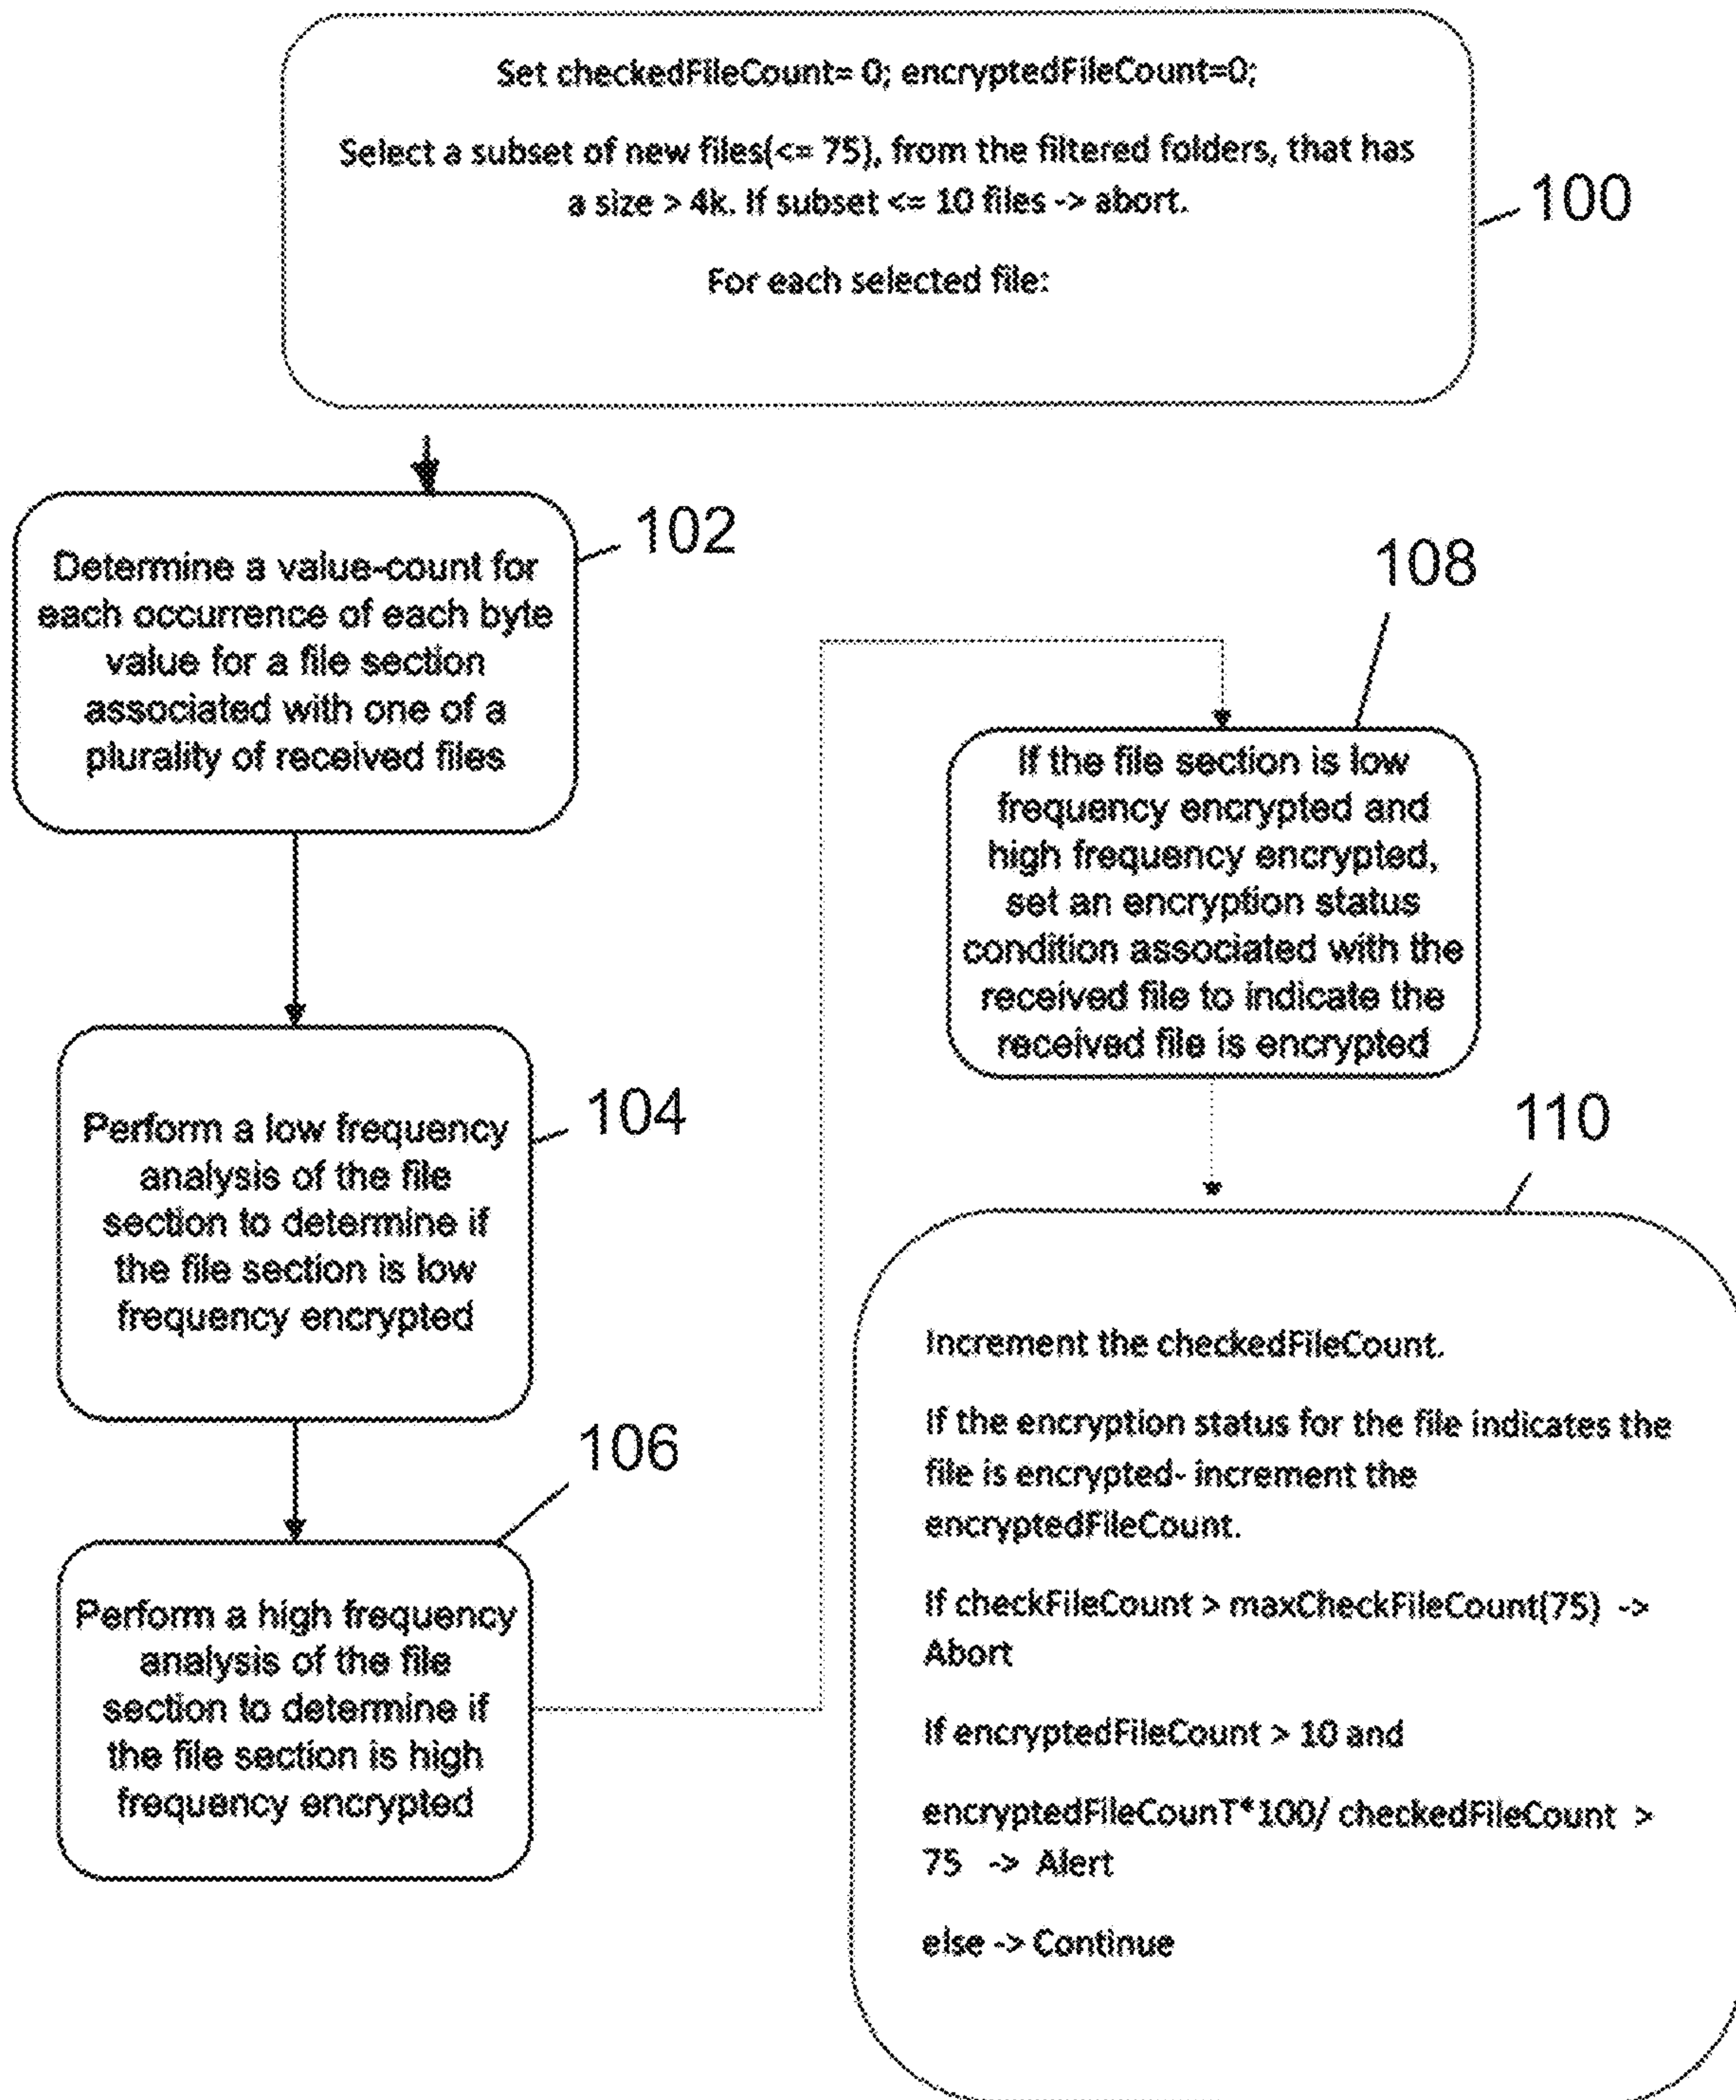 Set checkedFileCount= 0; encryptedFileCount=0;
Select a subset of new files(<= 75), from the filtered folders, that has
a size > 4k. If subset <= 10 files -> abort.
For each selected file:
100
Determine a value-count for
each occurrence of each byte
value for a file section
associated with one of a
plurality of received files
102
Perform a low frequency
analysis of the file
section to determine if
the file section is low
frequency encrypted
104
Perform a high frequency
analysis of the file
section to determine if
the file section is high
frequency encrypted
106
108
If the file section is low
frequency encrypted and
high frequency encrypted,
set an encryption status
condition associated with the
received file to indicate the
received file is encrypted
110
Increment the checkedFileCount.
If the encryption status for the file indicates the
file is encrypted- increment the
encryptedFileCount.
If checkFileCount > maxCheckFileCount(75) ->
Abort
If encryptedFileCount > 10 and
encryptedFileCounT*100/ checkedFileCount >
75 -> Alert
else -> Continue